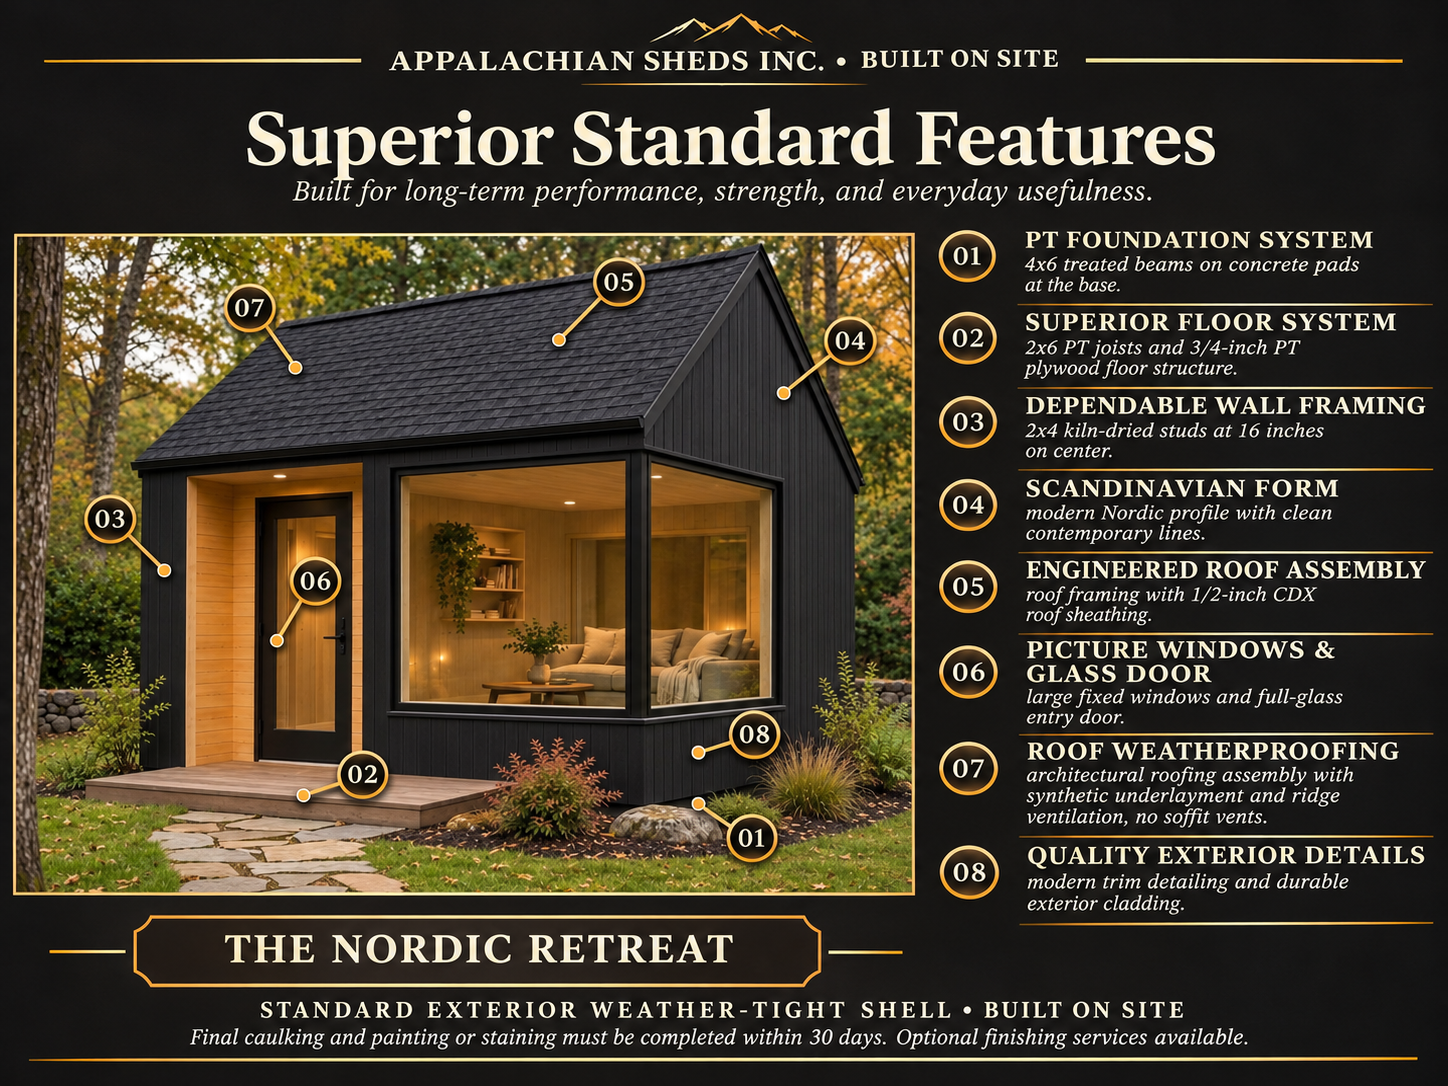 APPALACHIAN SHEDS INC. • BUILT ON SITE
Superior Standard Features
Built for long-term performance, strength, and everyday usefulness.
07
05
04
03
06
02
08
01
01
PT FOUNDATION SYSTEM
4x6 treated beams on concrete pads
at the base.
02
SUPERIOR FLOOR SYSTEM
2x6 PT joists and 3/4-inch PT
plywood floor structure.
03
DEPENDABLE WALL FRAMING
2x4 kiln-dried studs at 16 inches
on center.
04
SCANDINAVIAN FORM
modern Nordic profile with clean
contemporary lines.
05
ENGINEERED ROOF ASSEMBLY
roof framing with 1/2-inch CDX
roof sheathing.
06
PICTURE WINDOWS &
GLASS DOOR
large fixed windows and full-glass
entry door.
07
ROOF WEATHERPROOFING
architectural roofing assembly with
synthetic underlayment and ridge
ventilation, no soffit vents.
08
QUALITY EXTERIOR DETAILS
modern trim detailing and durable
exterior cladding.
THE NORDIC RETREAT
STANDARD EXTERIOR WEATHER-TIGHT SHELL • BUILT ON SITE
Final caulking and painting or staining must be completed within 30 days. Optional finishing services available.